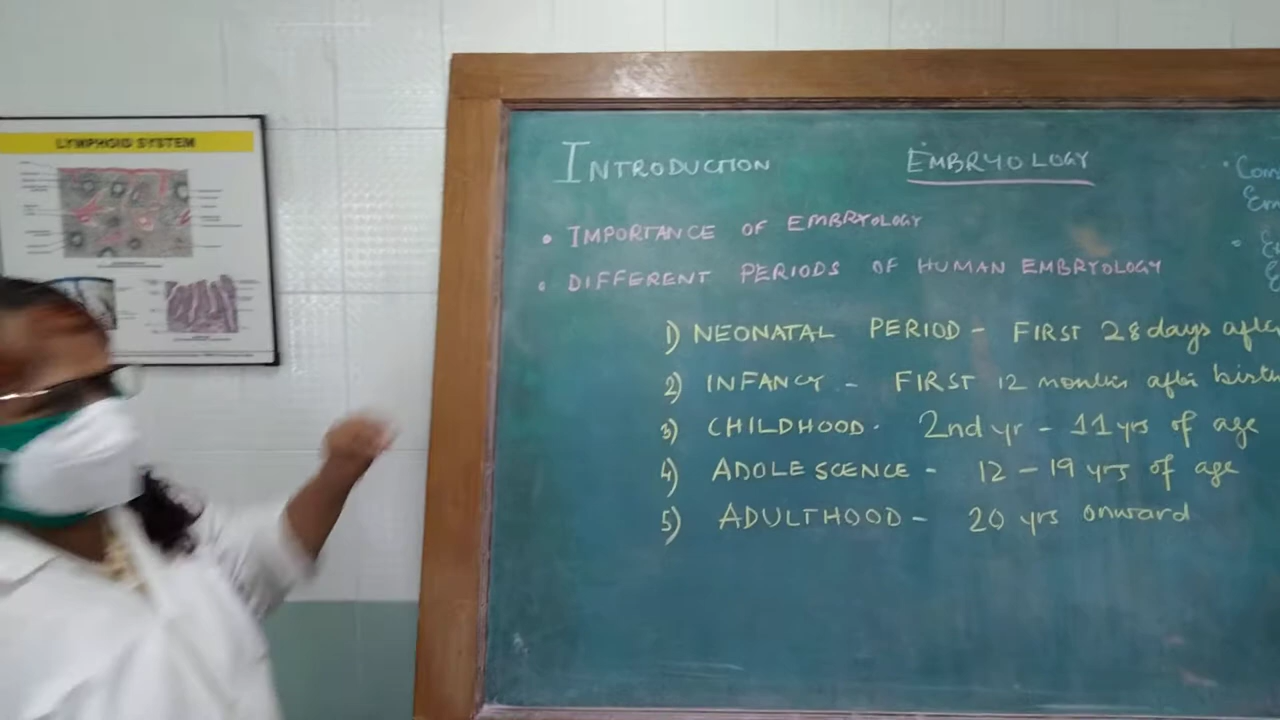 LYMPHOID SYSTEM
INTRODUCTION
EMBRYOLOGY
• IMPORTANCE OF EMBRYOLOGY
• DIFFERENT PERIODS OF HUMAN EMBRYOLOGY
1) NEONATAL PERIOD - FIRST 28 days after
2) INFANCY - FIRST 12 months after birth
3) CHILDHOOD. 2nd yr - 11 yrs of age
4) ADOLESCENCE - 12 - 19 yrs of age
5) ADULTHOOD - 20 yrs onward